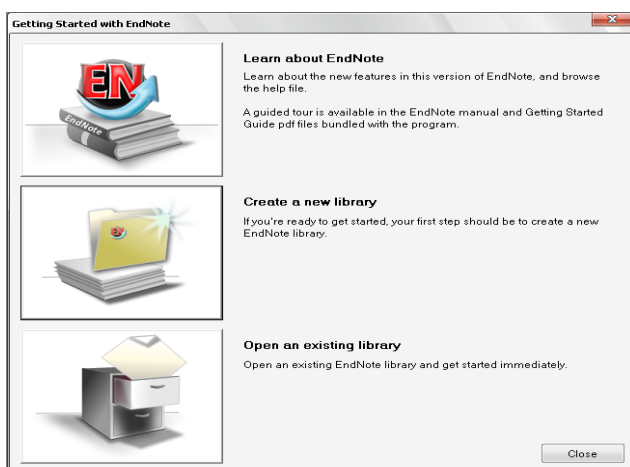 Getting Started with EndNote
EN
EndNote
Learn about EndNote
Learn about the new features in this version of EndNote, and browse
the help file.
A guided tour is available in the EndNote manual and Getting Started
Guide pdf files bundled with the program.
EN
Create a new library
If you're ready to get started, your first step should be to create a new
EndNote library.
Open an existing library
Open an existing EndNote library and get started immediately.
Close